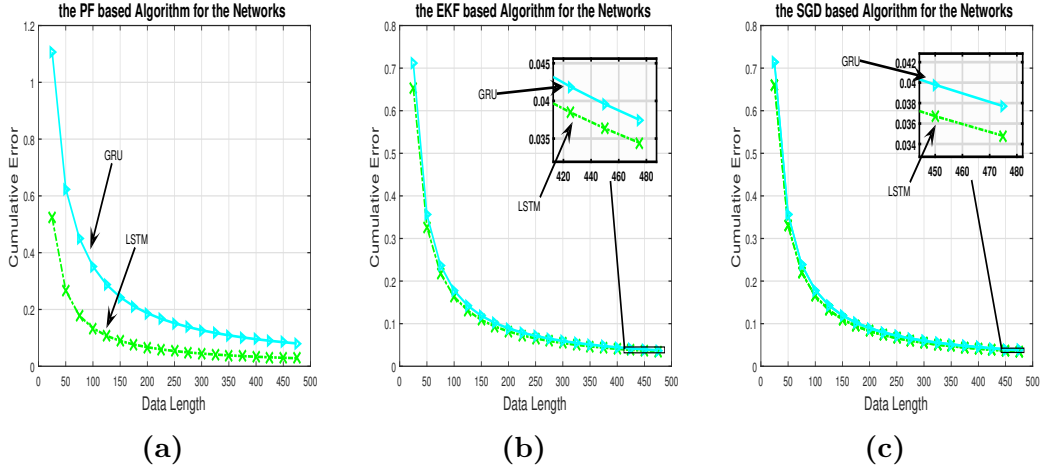 the PF based Algorithm for the Networks
1.2
1
0.8
0.6
0.4
0.2
0
Cumulative Error
GRU
LSTM
0 50 100 150 200 250 300 350 400 450 500
Data Length
(a)
the EKF based Algorithm for the Networks
0.8
0.7
0.6
0.5
0.4
0.3
0.2
0.1
0
Cumulative Error
0.045
0.04
0.035
420 440 460 480
GRU
LSTM
0 50 100 150 200 250 300 350 400 450 500
Data Length
(b)
the SGD based Algorithm for the Networks
0.8
0.7
0.6
0.5
0.4
0.3
0.2
0.1
0
Cumulative Error
0.042
0.04
0.038
0.036
0.034
450 460 470 480
GRU
LSTM
0 50 100 150 200 250 300 350 400 450 500
Data Length
(c)